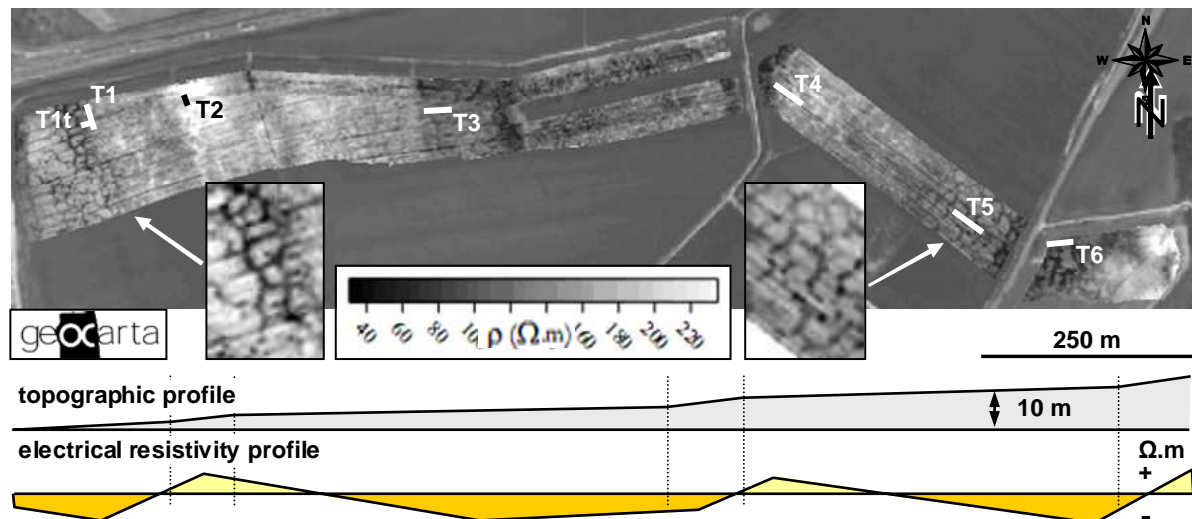 N
W E
N
T1
T1t
T2
T3
T4
T5
T6
geocarta
40 60 80 ρ (Ω.m) 180 200 220
250 m
topographic profile
10 m
electrical resistivity profile
Ω.m
+
-